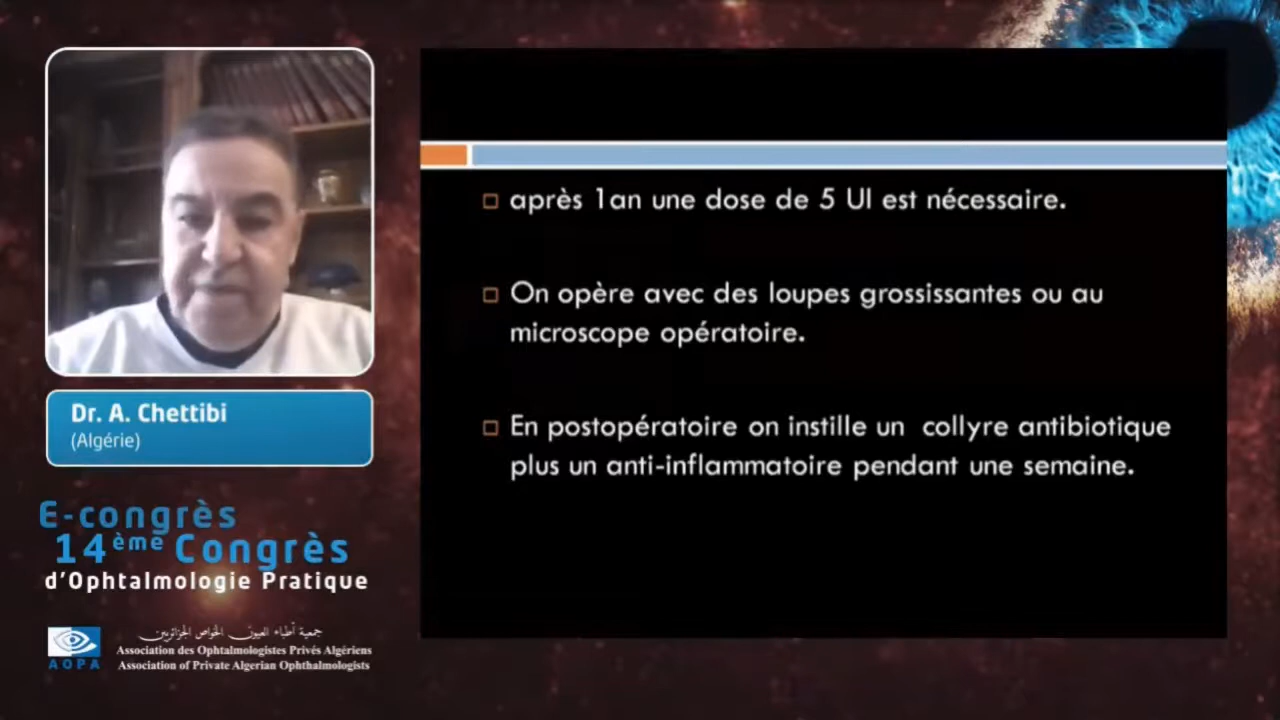 après 1an une dose de 5 UI est nécessaire.
On opère avec des loupes grossissantes ou au
microscope opératoire.
En postopératoire on instille un collyre antibiotique
plus un anti-inflammatoire pendant une semaine.
Dr. A. Chettibi
(Algérie)
E-congrès
14ème Congrès
d'Ophtalmologie Pratique
جمعية أطباء العيون الخواص الجزائريين
AOPA
Association des Ophtalmologistes Privés Algériens
Association of Private Algerian Ophthalmologists